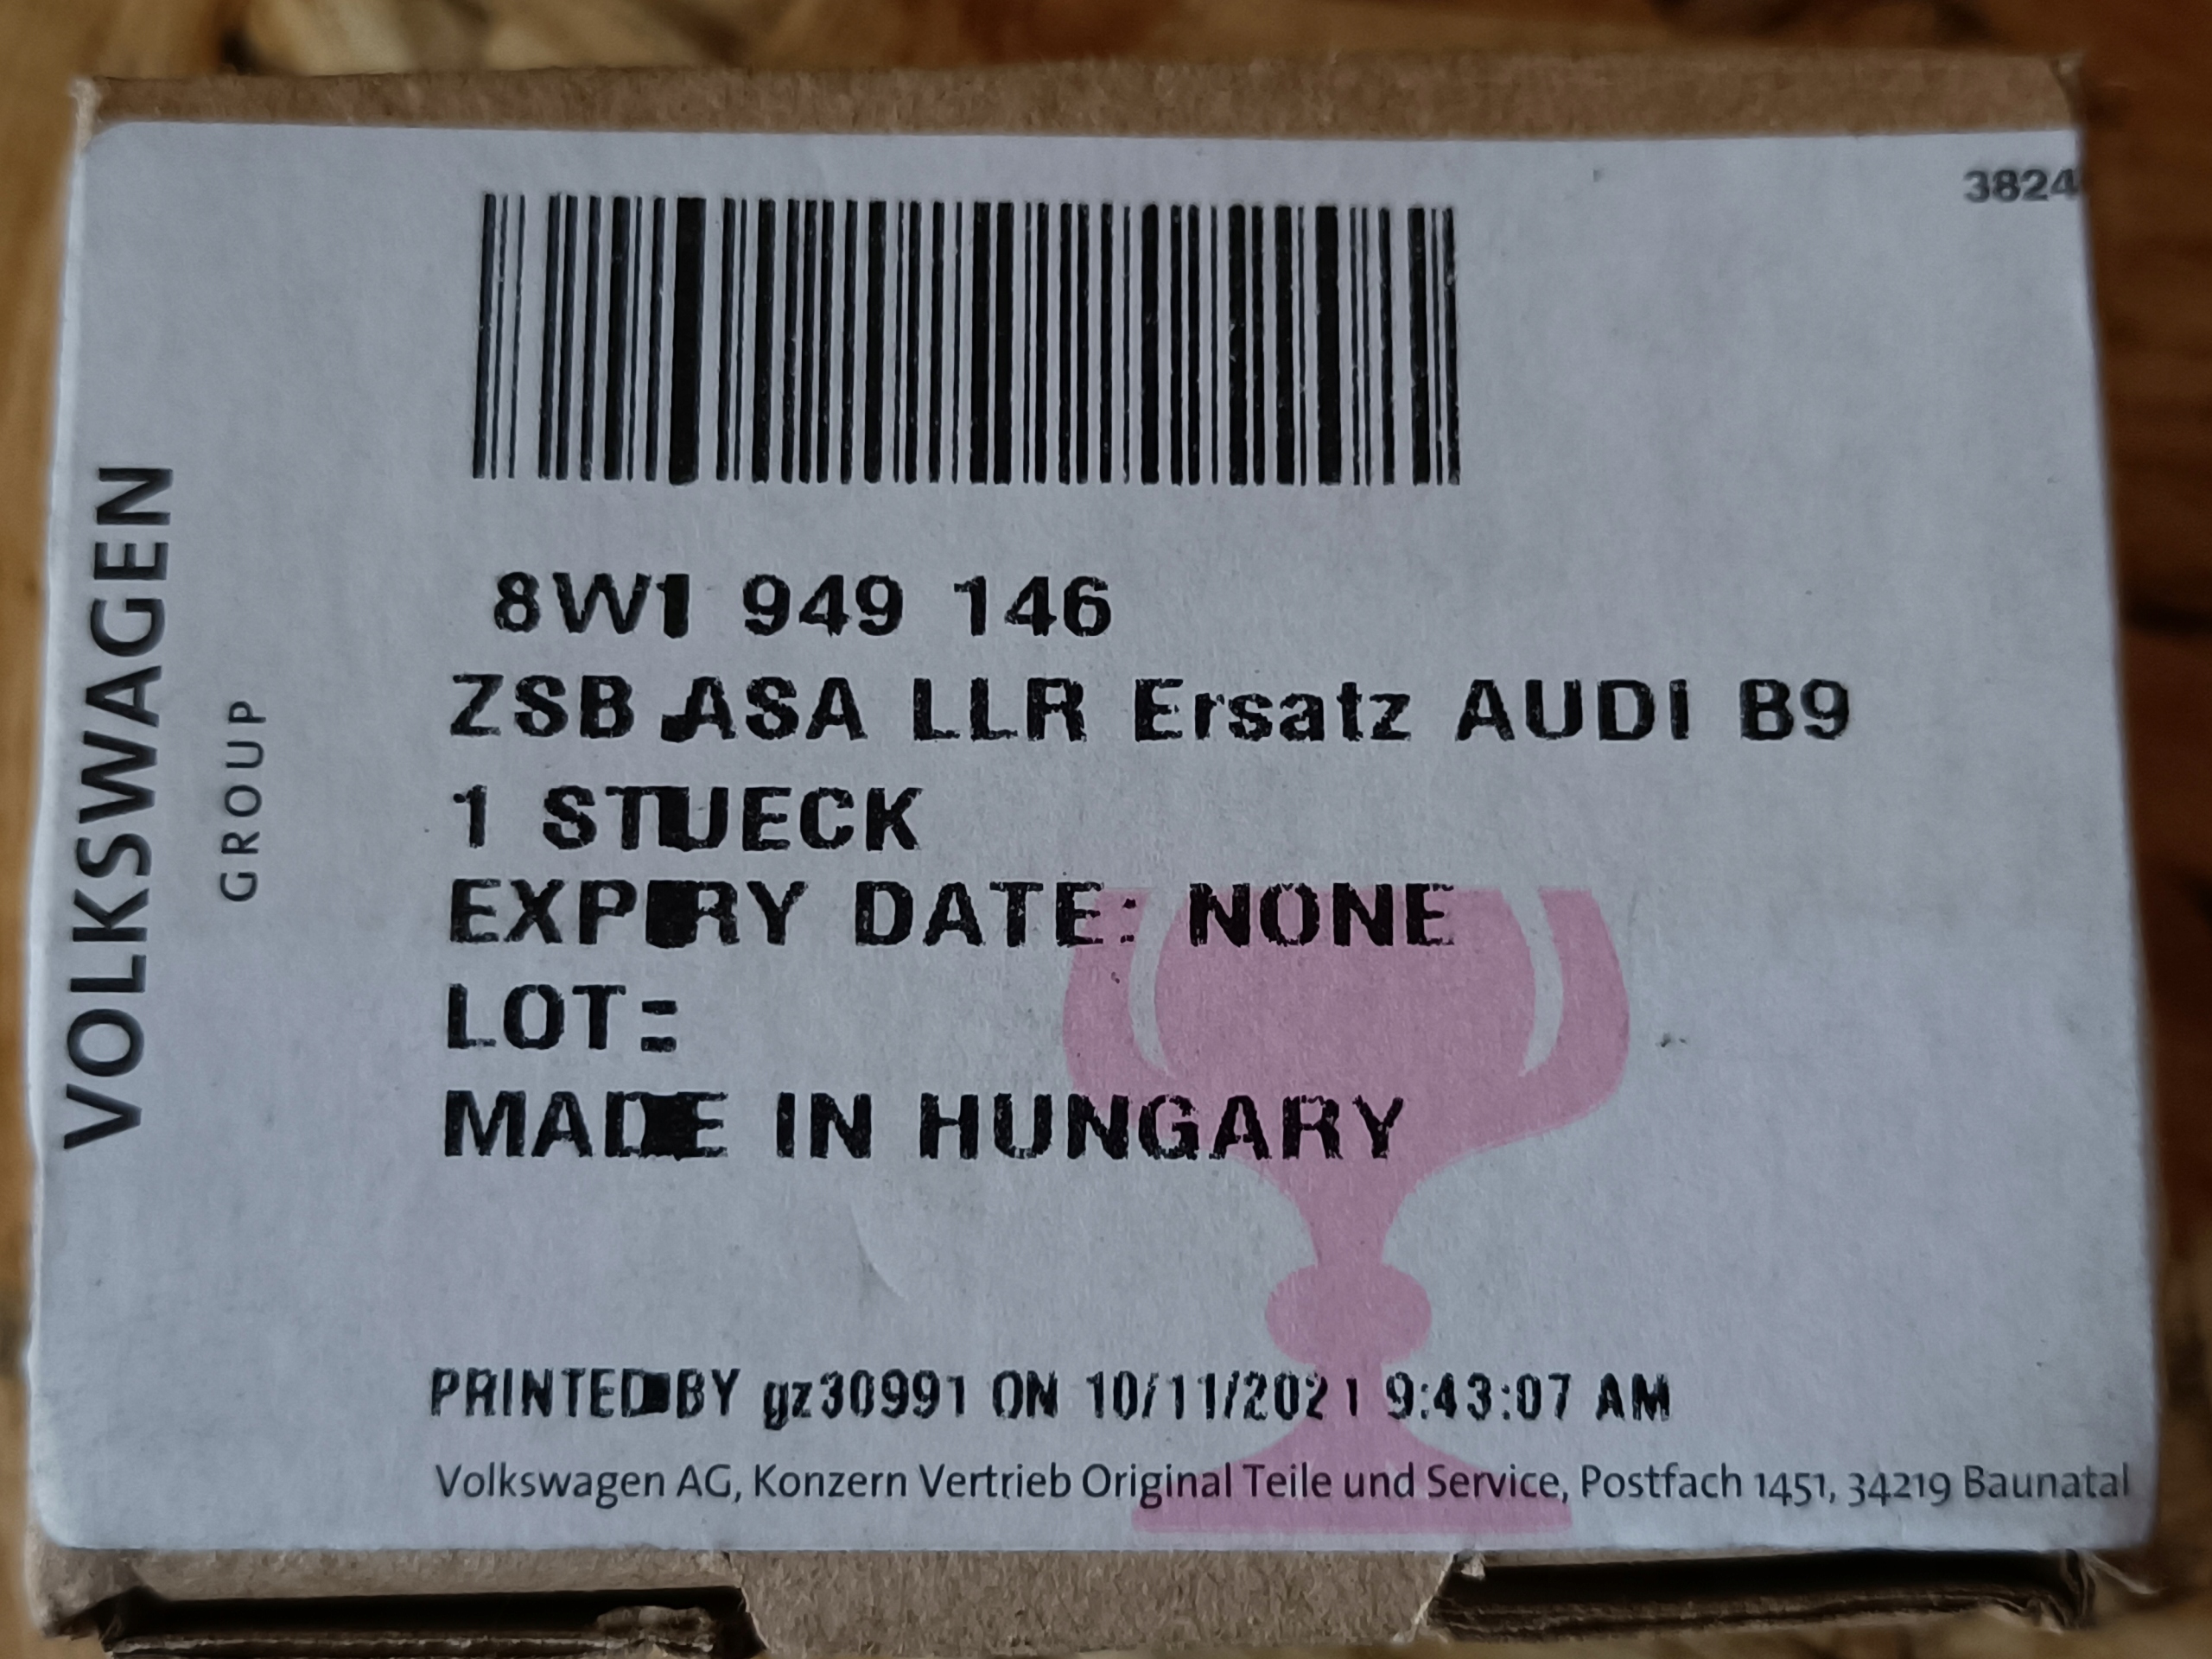 3824
VOLKSWAGEN
GROUP
8W1 949 146
ZSB ASA LLR Ersatz AUDI B9
1 STUECK
EXPIRY DATE: NONE
LOT:
MADE IN HUNGARY
PRINTED BY gz30991 ON 10/11/2021 9:43:07 AM
Volkswagen AG, Konzern Vertrieb Original Teile und Service, Postfach 1451, 34219 Baunatal